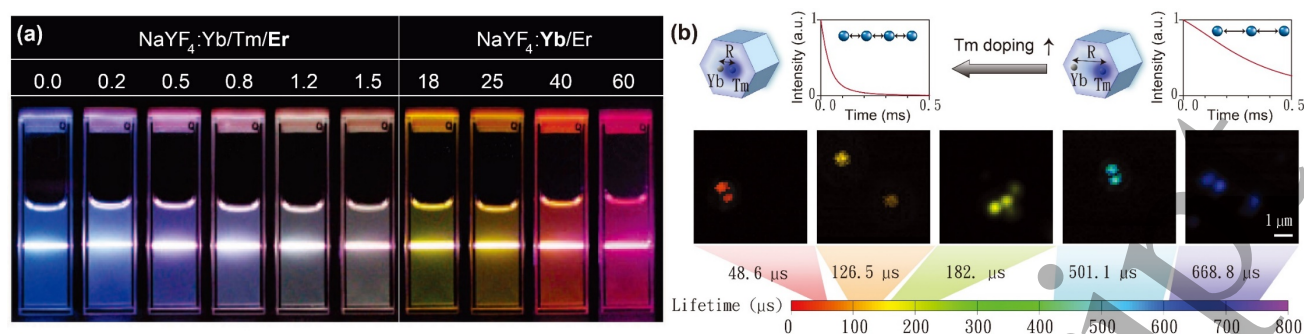 (a)
NaYF4:Yb/Tm/Er
NaYF4:Yb/Er
0.0 0.2 0.5 0.8 1.2 1.5 18 25 40 60
Q Q Q Q Q Q Q Q Q Q
(b)
R
Yb
Tm
Intensity (a.u.)
1
0
0.0 0.5
Time (ms)
Tm doping ↑
R
Yb
Tm
Intensity (a.u.)
1
0
0.0 0.5
Time (ms)
1 μm
48.6 μs 126.5 μs 182. μs 501.1 μs 668.8 μs
Lifetime (μs)
0 100 200 300 400 500 600 700 800